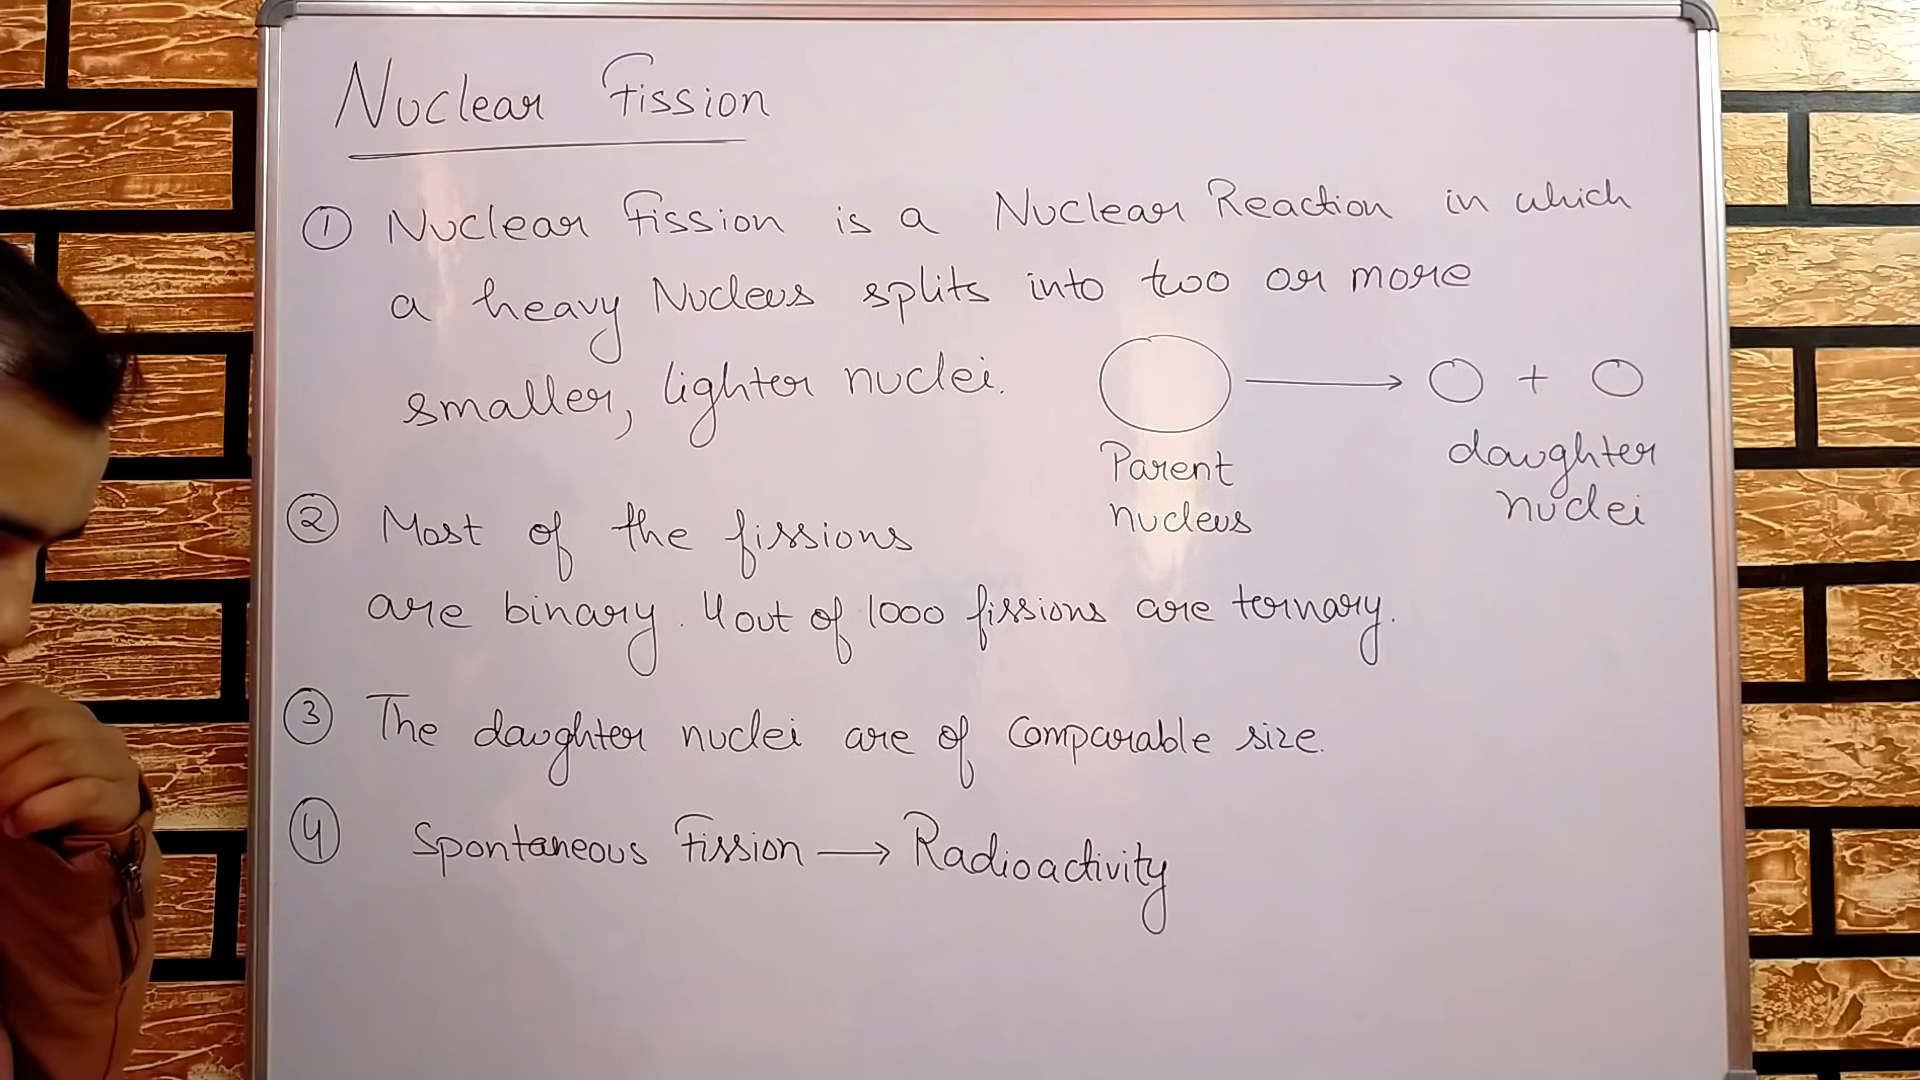 Nuclear Fission
① Nuclear Fission is a Nuclear Reaction in which
a heavy Nucleus splits into two or more
smaller, lighter nuclei.
○ → ○ + ○
Parent
nucleus
daughter
nuclei
② Most of the fissions
are binary. 4 out of 1000 fissions are ternary.
③ The daughter nuclei are of Comparable size.
④ Spontaneous Fission → Radioactivity